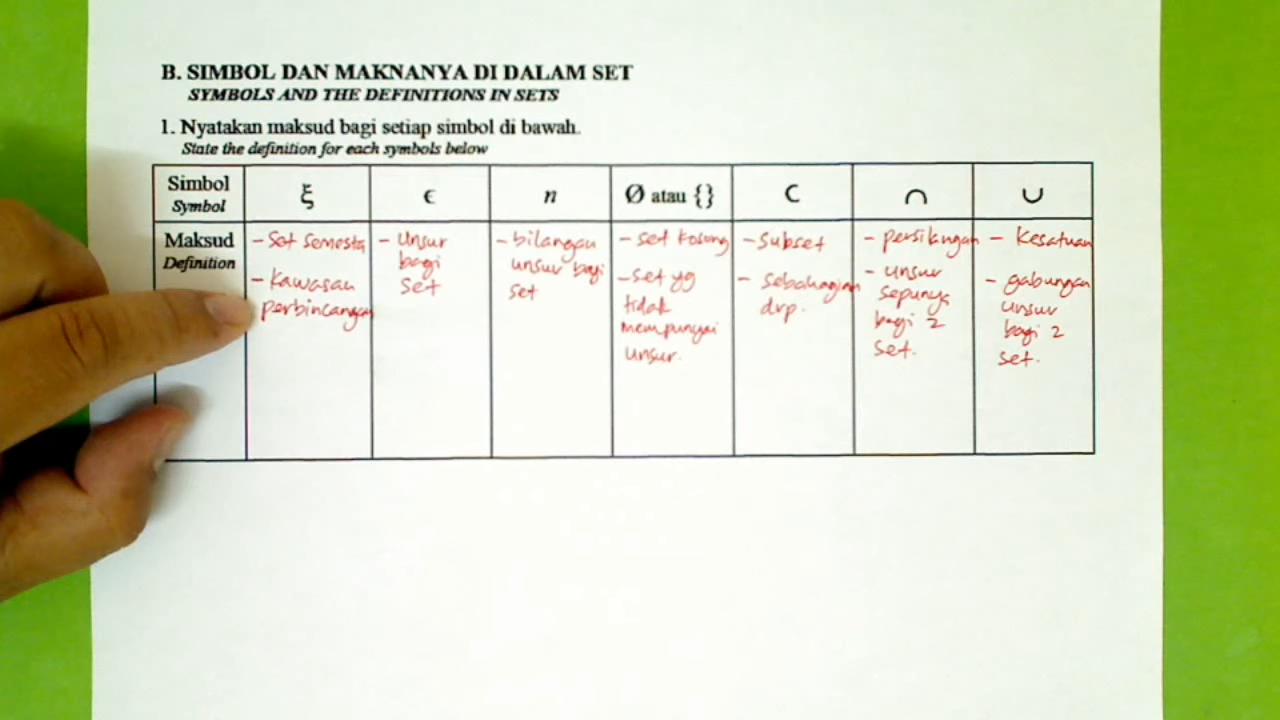 B. SIMBOL DAN MAKNANYA DI DALAM SET
SYMBOLS AND THE DEFINITIONS IN SETS
1. Nyatakan maksud bagi setiap simbol di bawah.
State the definition for each symbols below
Simbol
Symbol
ξ
ϵ
n
Ø atau {}
⊂
∩
∪
Maksud
Definition
- Set semesta
- Kawasan
perbincangan
- Unsur
bagi
set
- bilangan
unsur bagi
set
- set kosong
- set yg
tidak
mempunyai
unsur.
- subset
- sebahagian
drp.
- persilangan
- unsur
sepunya
bagi 2
set.
- Kesatuan
- gabungan
unsur
bagi 2
set.